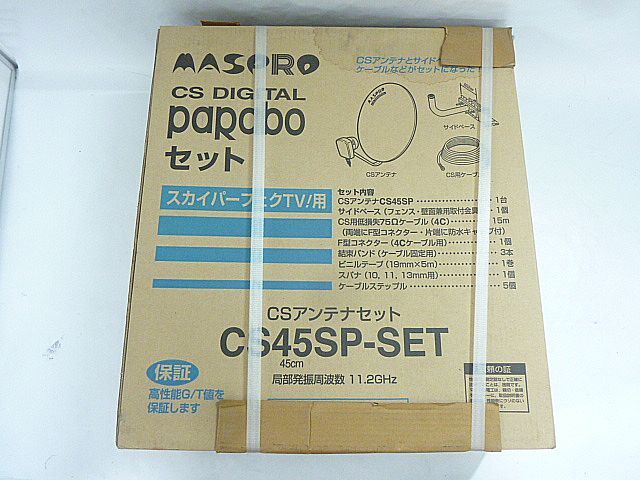 MASPRO
CS DIGITAL
PaRabo
セット
CSアンテナとサイドベ
ケーブルなどがセットになった!
MASPRO
CSアンテナ
サイドベース
CS用ケーブ
スカイパーフェクTV!用
セット内容
CSアンテナCS45SP 1台
サイドベース(フェンス・壁面兼用取付金具) 1個
CS用低損失75Ωケーブル(4C) 15m
(両端にF型コネクター・片端に防水キャップ付)
F型コネクター(4Cケーブル用) 1個
結束バンド(ケーブル固定用) 3本
ビニルテープ(19mm×5m) 1巻
スパナ(10, 11, 13mm用) 1個
ケーブルステップル 5個
CSアンテナセット
CS45SP-SET
45cm
局部発振周波数 11.2GHz
保証
高性能G/T値を
保証します
頼の証